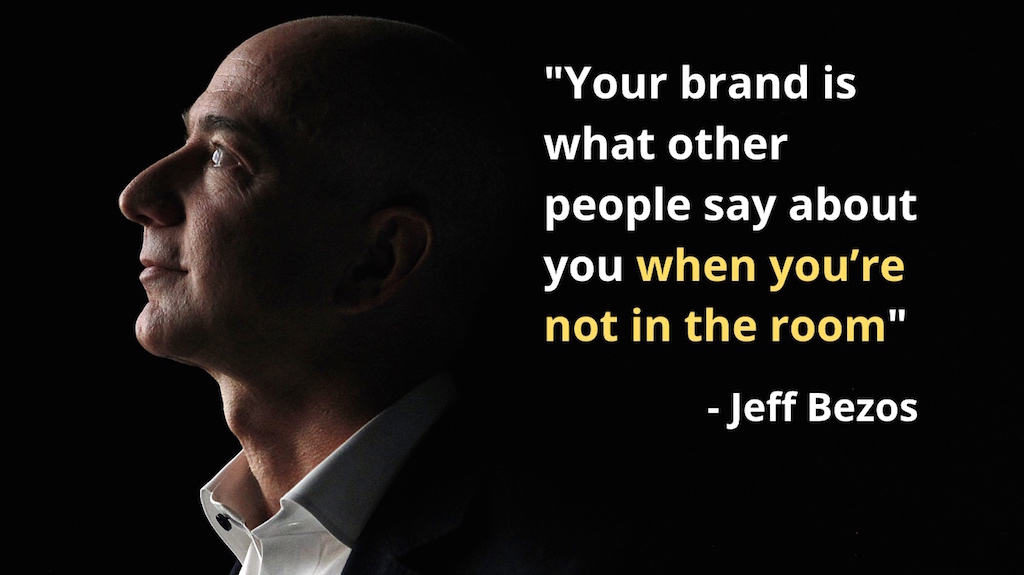 "Your brand is
what other
people say about
you when you’re
not in the room"
- Jeff Bezos